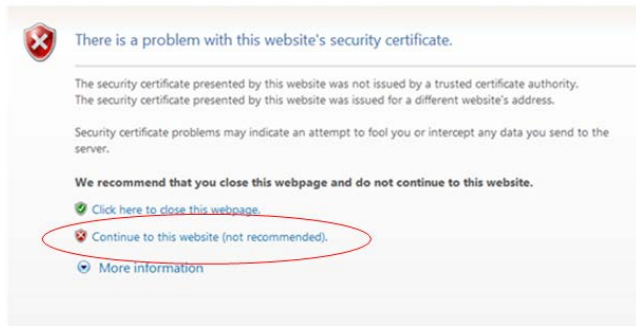 There is a problem with this website's security certificate.
The security certificate presented by this website was not issued by a trusted certificate authority.
The security certificate presented by this website was issued for a different website's address.
Security certificate problems may indicate an attempt to fool you or intercept any data you send to the
server.
We recommend that you close this webpage and do not continue to this website.
Click here to close this webpage.
Continue to this website (not recommended).
More information